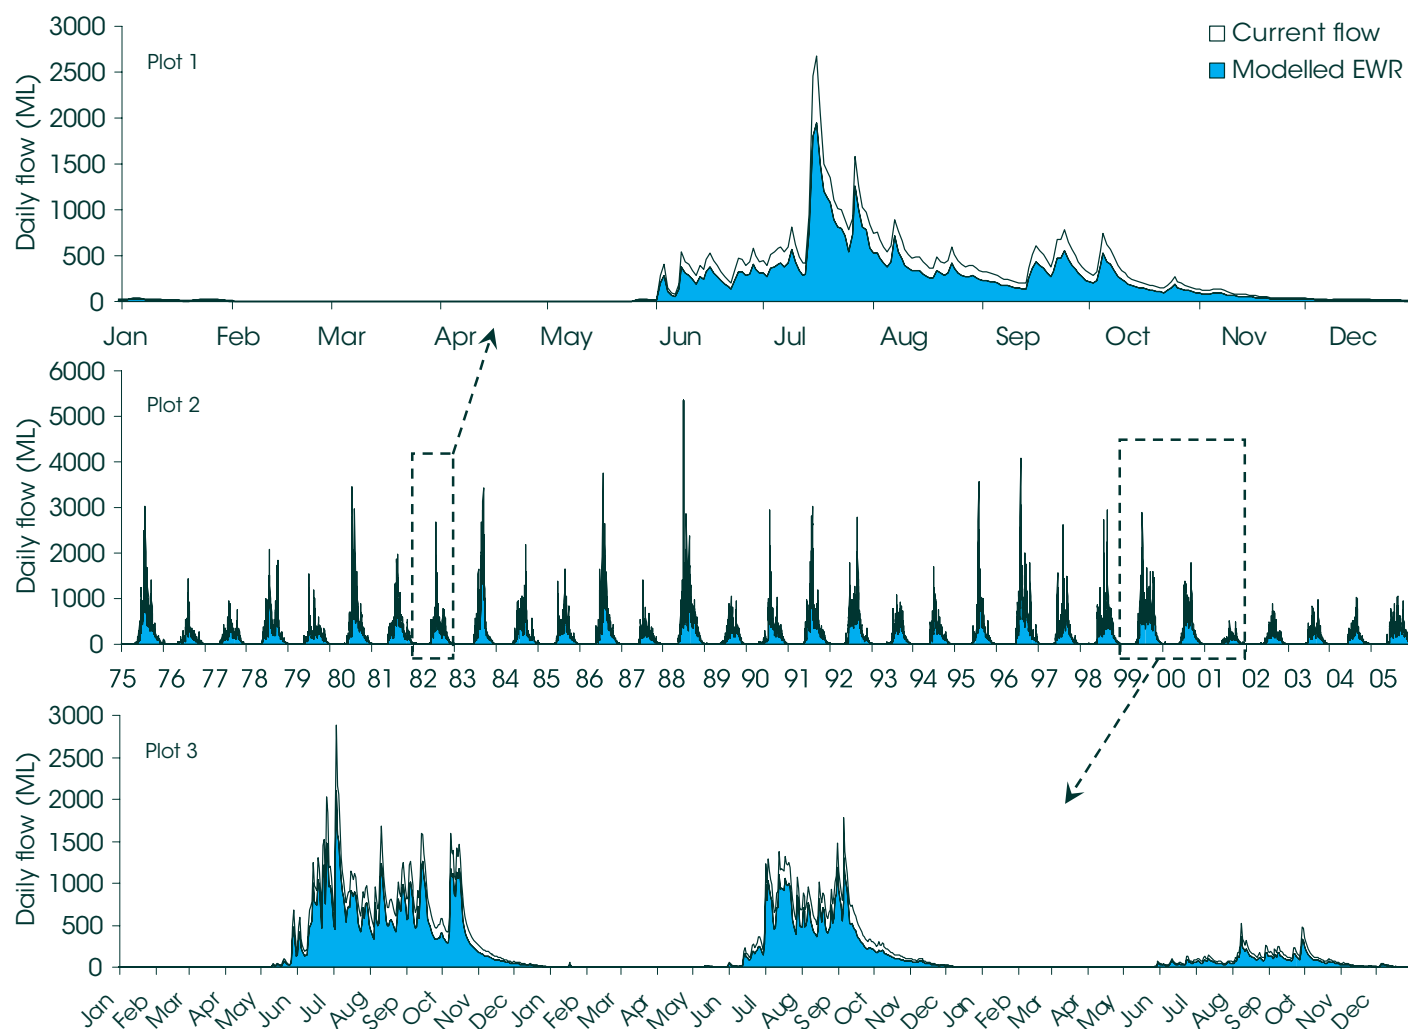 3000
Current flow
Plot 1
Modelled EWR
2500
2000
1500
1000
500
0
Daily flow (ML)
Jan Feb Mar Apr May Jun Jul Aug Sep Oct Nov Dec
6000
Plot 2
5000
4000
3000
2000
1000
0
Daily flow (ML)
75 76 77 78 79 80 81 82 83 84 85 86 87 88 89 90 91 92 93 94 95 96 97 98 99 00 01 02 03 04 05
3000
Plot 3
2500
2000
1500
1000
500
0
Daily flow (ML)
Jan Feb Mar Apr May Jun Jul Aug Sep Oct Nov Dec Jan Feb Mar Apr May Jun Jul Aug Sep Oct Nov Dec Jan Feb Mar Apr May Jun Jul Aug Sep Oct Nov Dec